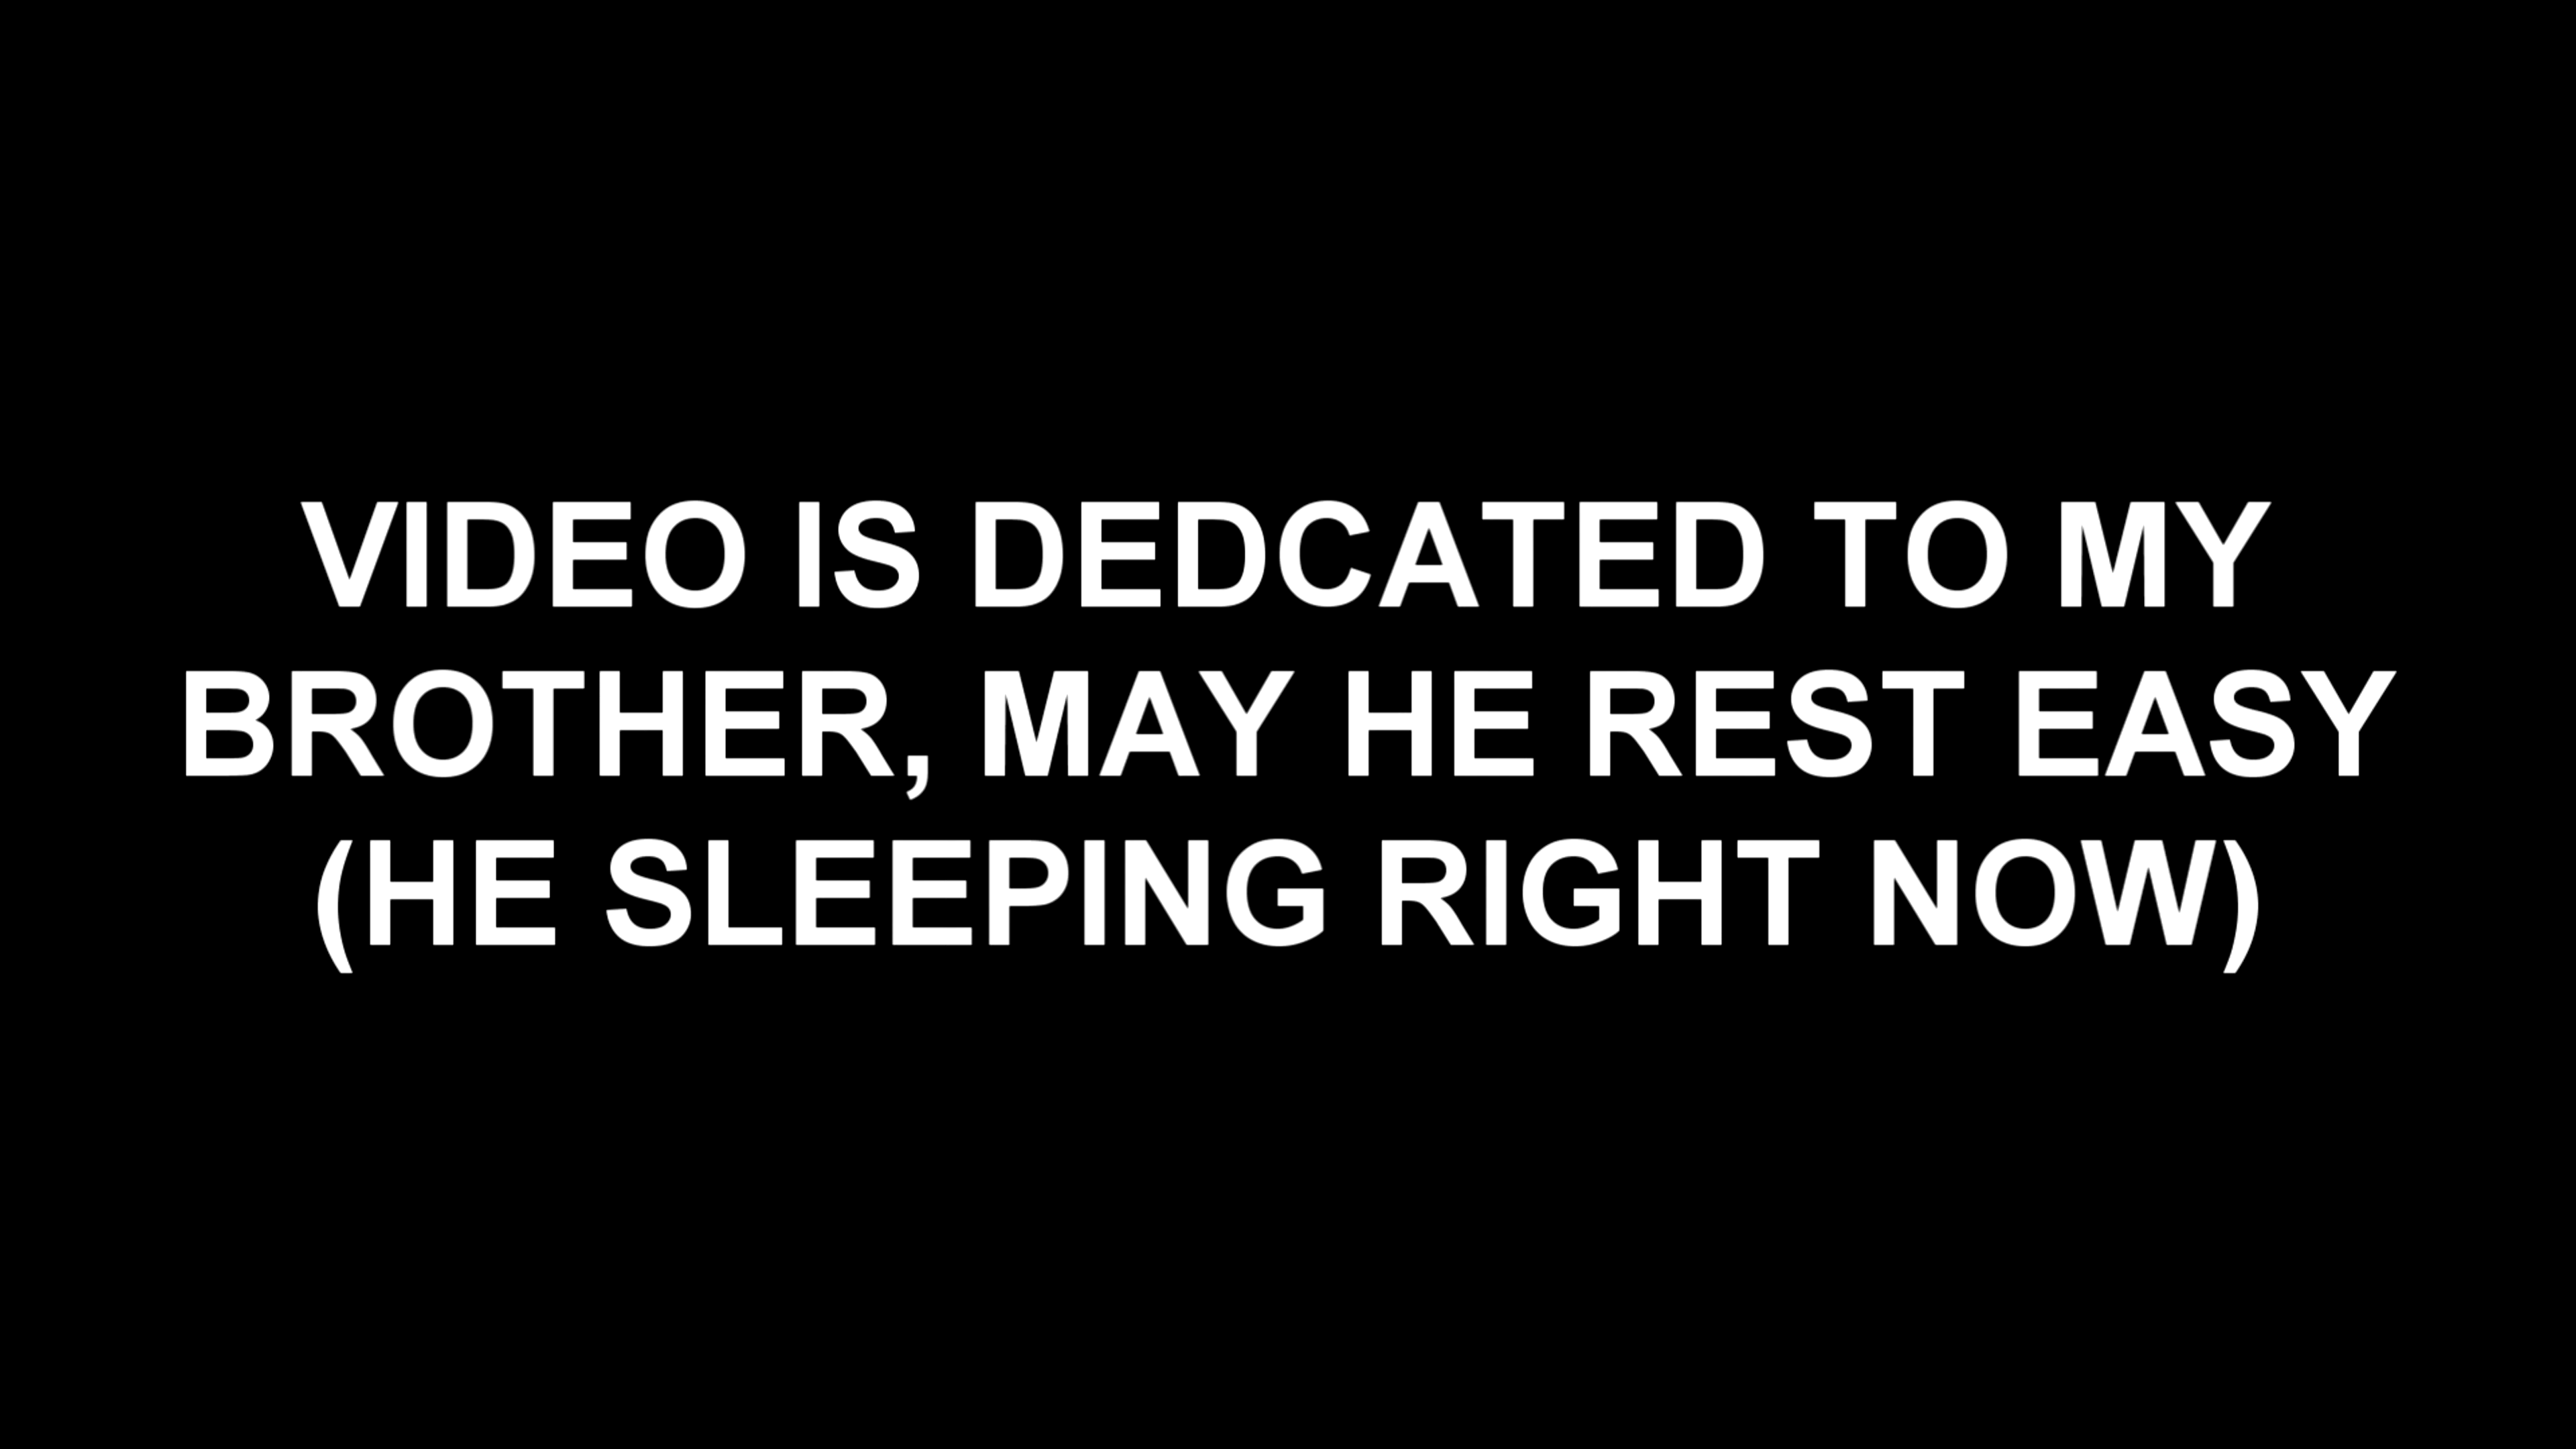 VIDEO IS DEDCATED TO MY
BROTHER, MAY HE REST EASY
(HE SLEEPING RIGHT NOW)